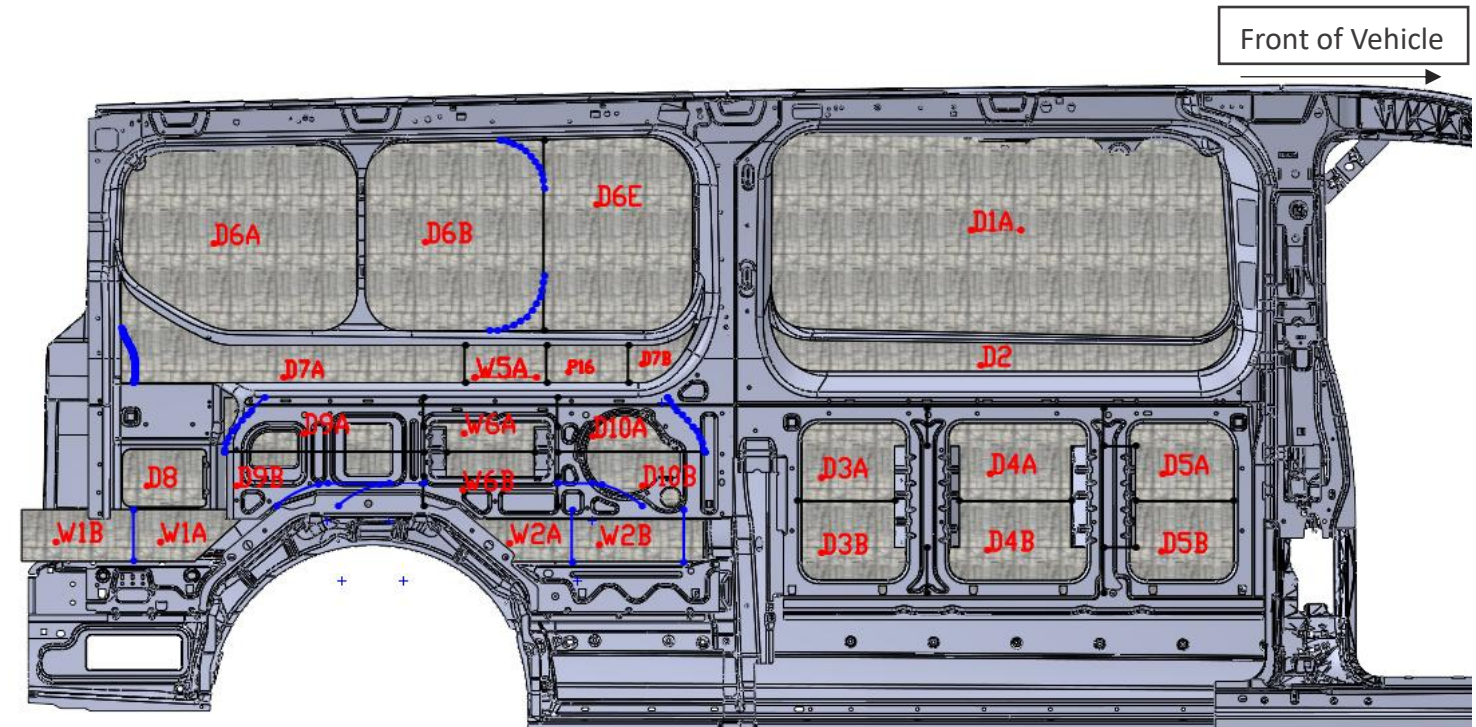 Front of Vehicle
D6A
D6B
D6E
D1A
D7A
W5A
P16
D7B
D2
D9A
W6A
D10A
D8
D9B
W6B
D10B
D3A
D4A
D5A
W1B
W1A
W2A
W2B
D3B
D4B
D5B